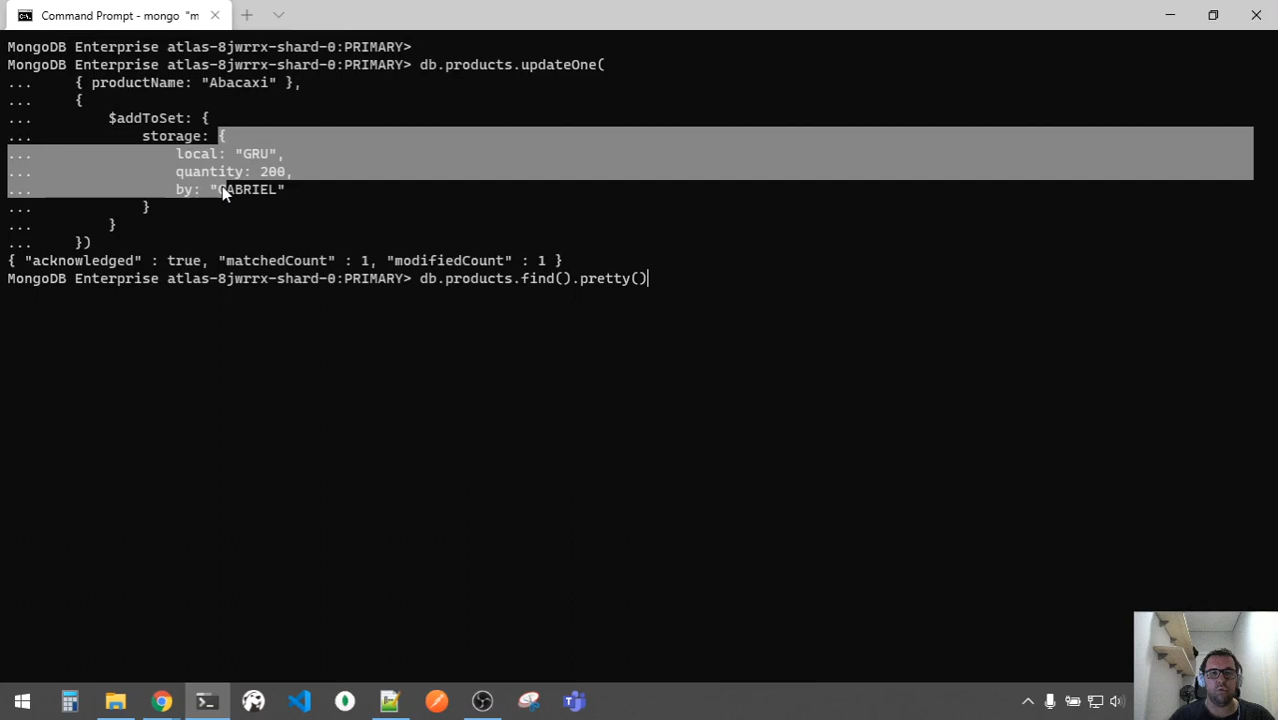 Command Prompt - mongo "m
MongoDB Enterprise atlas-8jwrrx-shard-0:PRIMARY>
MongoDB Enterprise atlas-8jwrrx-shard-0:PRIMARY> db.products.updateOne(
... { productName: "Abacaxi" },
... {
... $addToSet: {
... storage: {
... local: "GRU",
... quantity: 200,
... by: "GABRIEL"
... }
... }
... })
{ "acknowledged" : true, "matchedCount" : 1, "modifiedCount" : 1 }
MongoDB Enterprise atlas-8jwrrx-shard-0:PRIMARY> db.products.find().pretty()